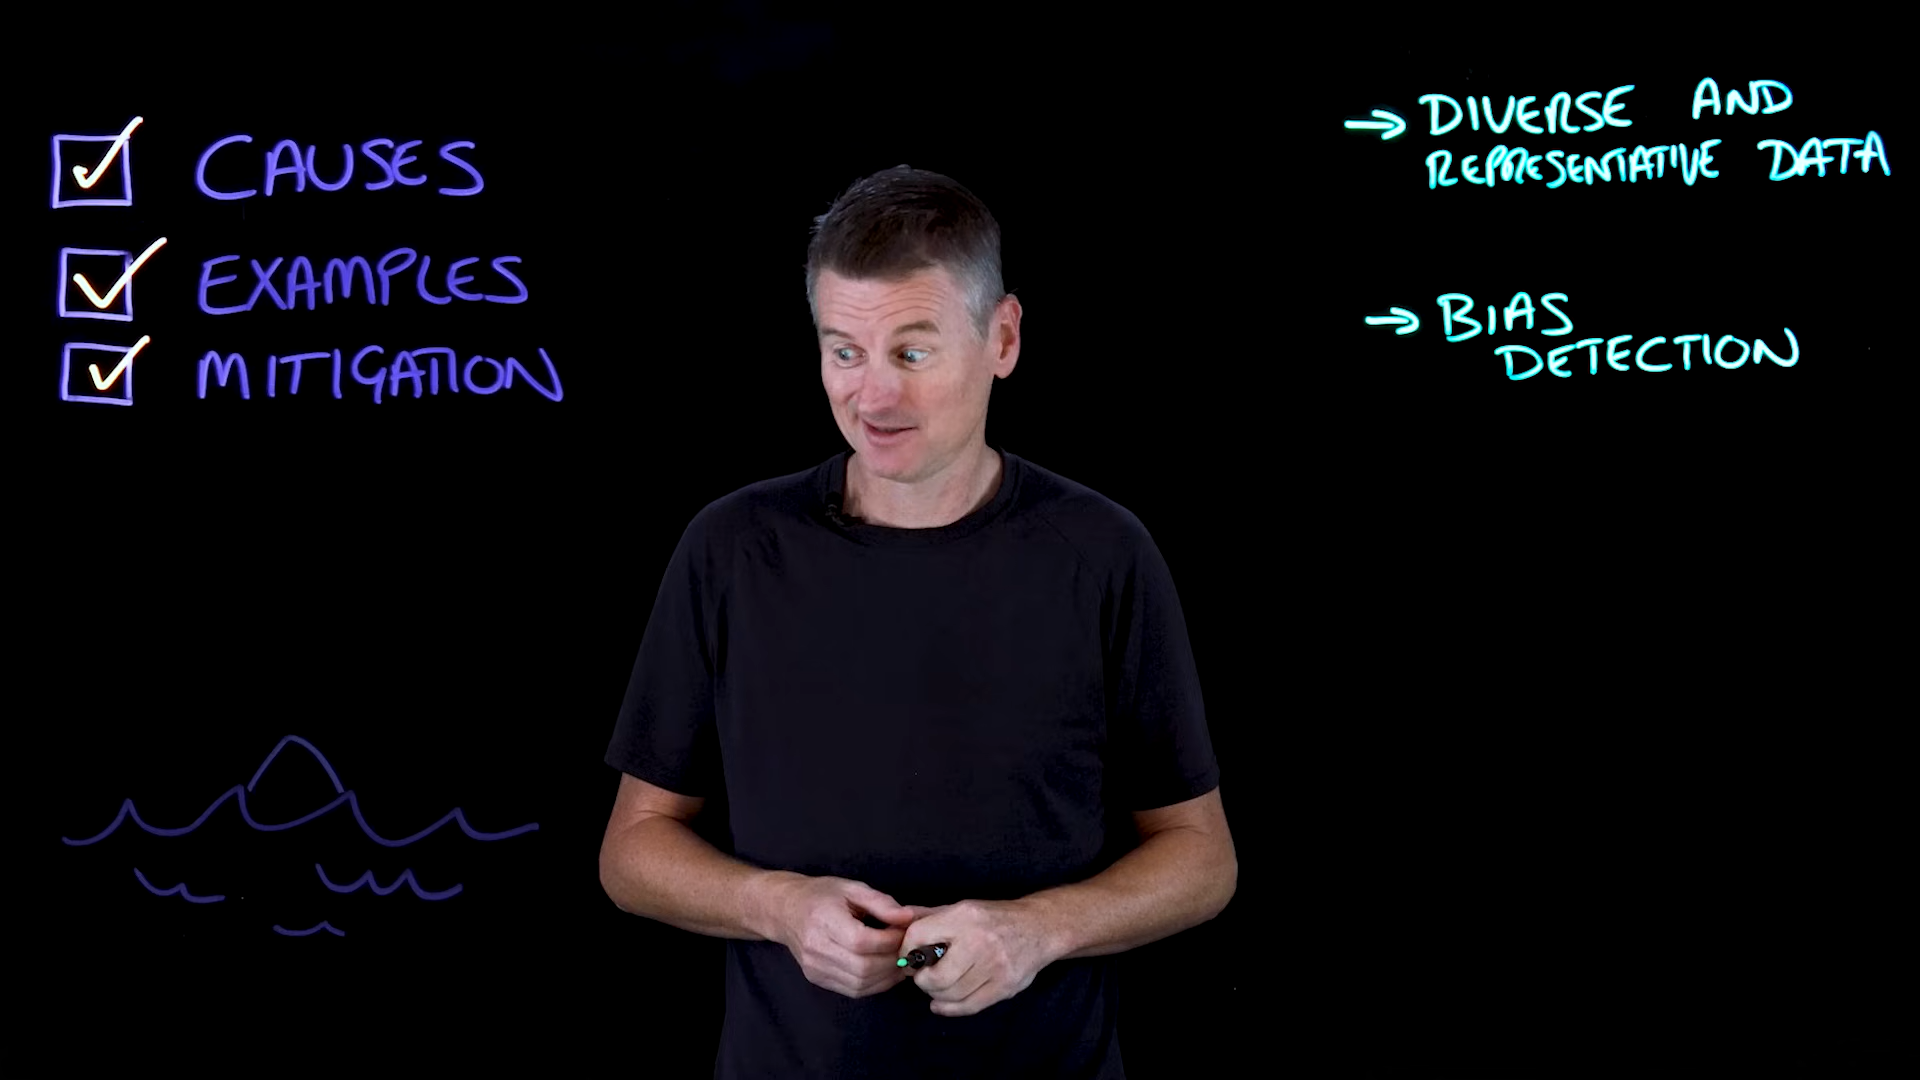 CAUSES
EXAMPLES
MITIGATION
→ DIVERSE AND
REPRESENTATIVE DATA
→ BIAS
DETECTION